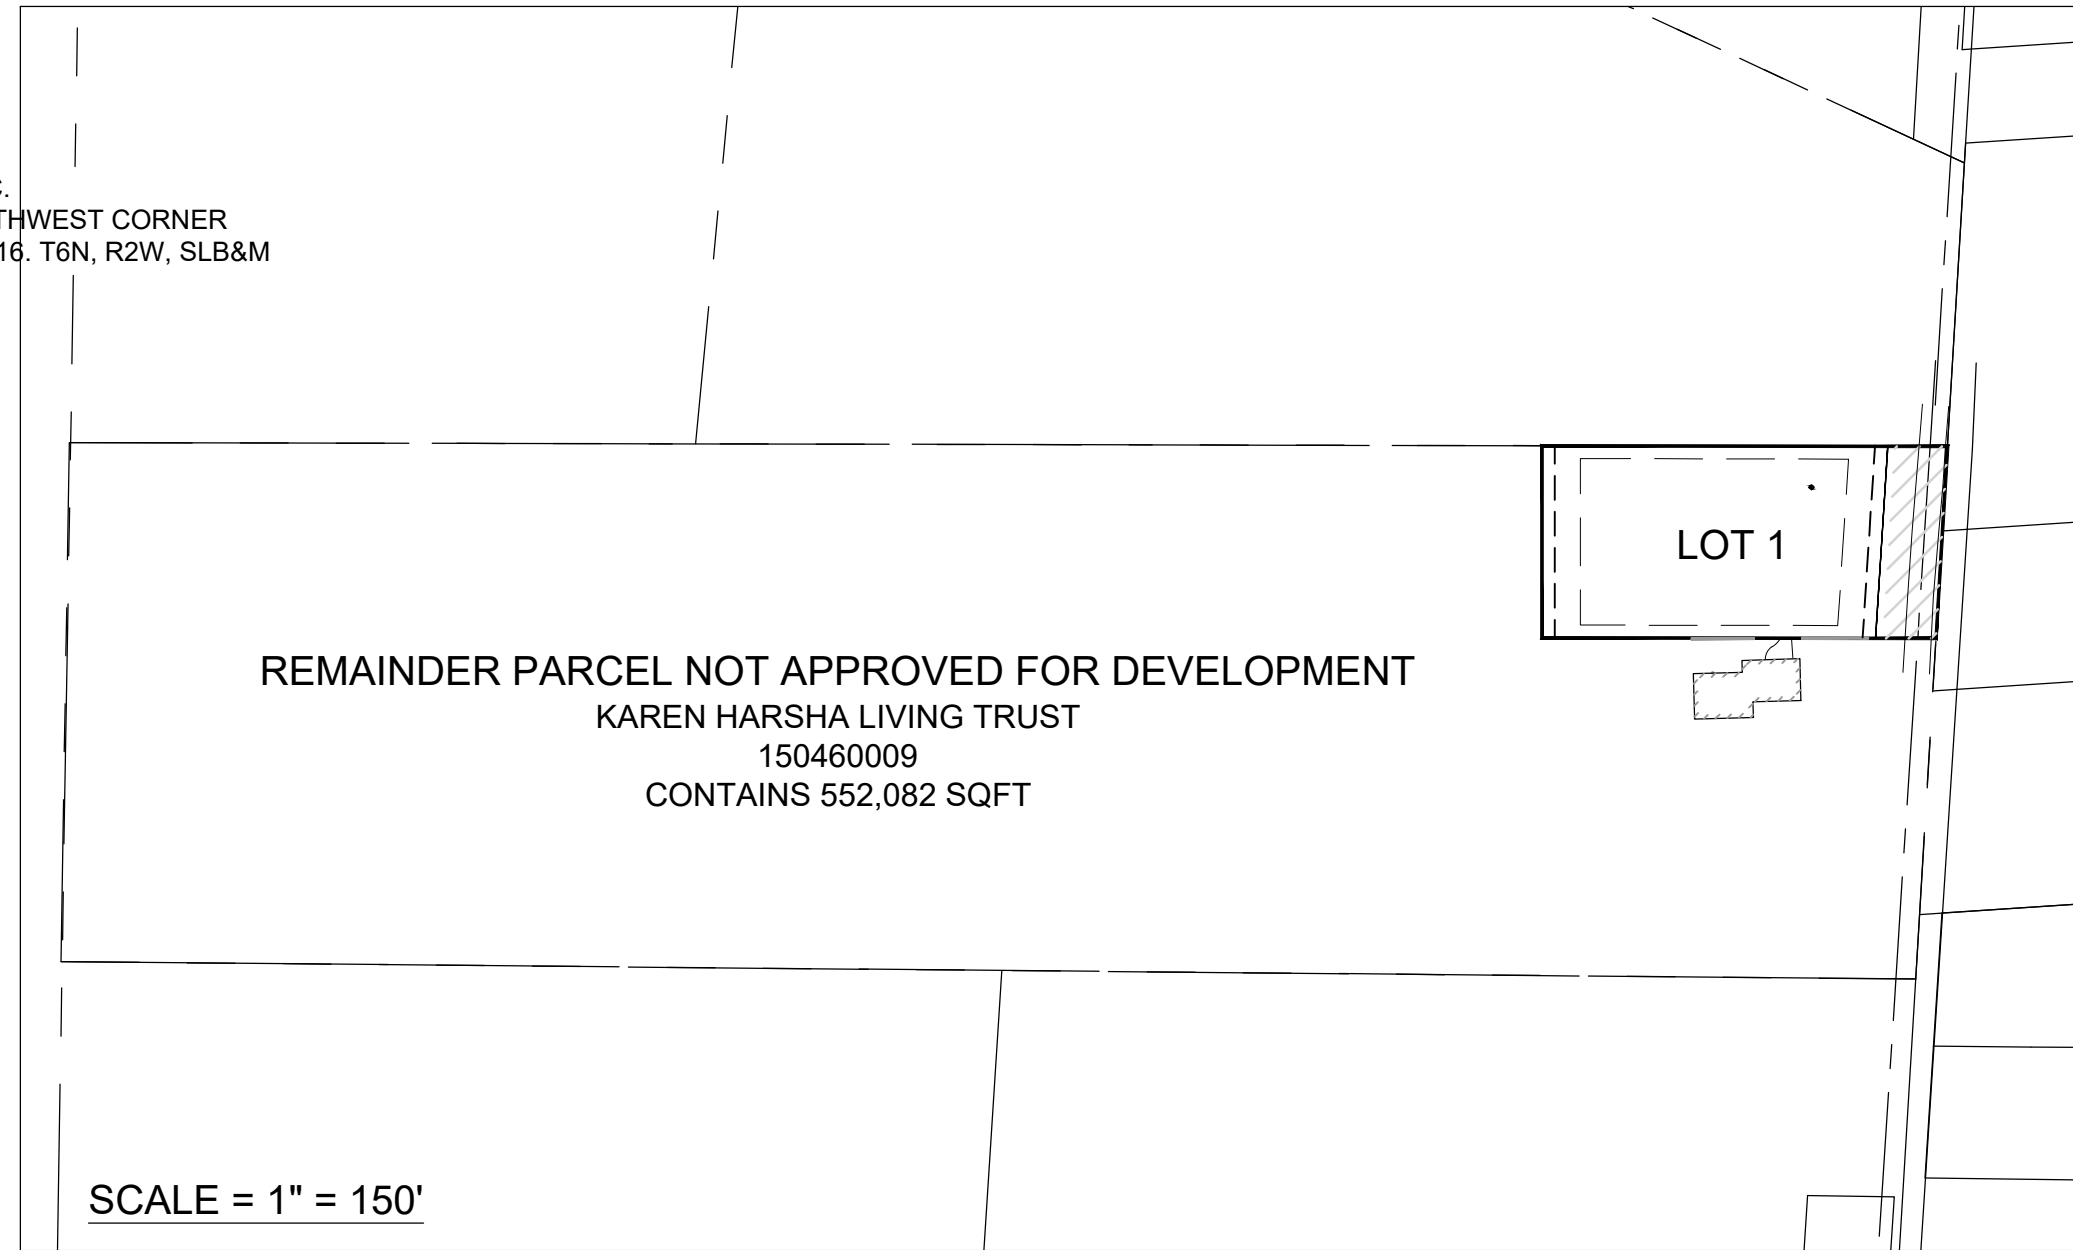 C.
THWEST CORNER
16. T6N, R2W, SLB&M
LOT 1
REMAINDER PARCEL NOT APPROVED FOR DEVELOPMENT
KAREN HARSHA LIVING TRUST
150460009
CONTAINS 552,082 SQFT
SCALE = 1" = 150'